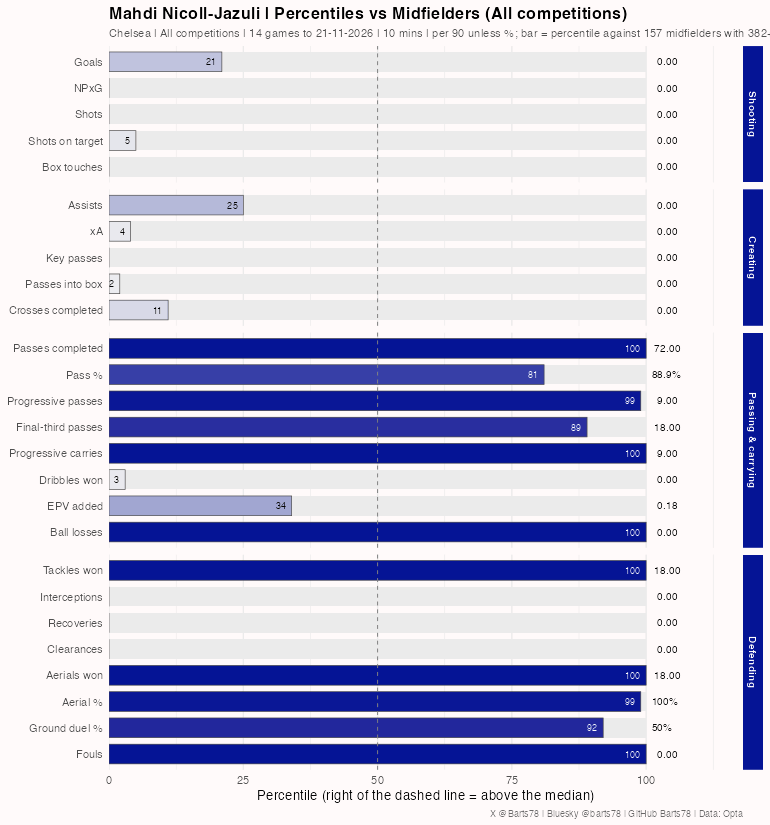 Mahdi Nicoll-Jazuli | Percentiles vs Midfielders (All competitions)
Chelsea | All competitions | 14 games to 21-11-2026 | 10 mins | per 90 unless %; bar = percentile against 157 midfielders with 382-
Goals 21 0.00
NPxG 0.00
Shots 0.00
Shots on target 5 0.00
Box touches 0.00
Shooting
Assists 25 0.00
xA 4 0.00
Key passes 0.00
Passes into box 2 0.00
Crosses completed 11 0.00
Creating
Passes completed 100 72.00
Pass % 81 88.9%
Progressive passes 99 9.00
Final-third passes 89 18.00
Progressive carries 100 9.00
Dribbles won 3 0.00
EPV added 34 0.18
Ball losses 100 0.00
Passing & carrying
Tackles won 100 18.00
Interceptions 0.00
Recoveries 0.00
Clearances 0.00
Aerials won 100 18.00
Aerial % 99 100%
Ground duel % 92 50%
Fouls 100 0.00
Defending
0 25 50 75 100
Percentile (right of the dashed line = above the median)
X @Barts78 | Bluesky @barts78 | GitHub Barts78 | Data: Opta